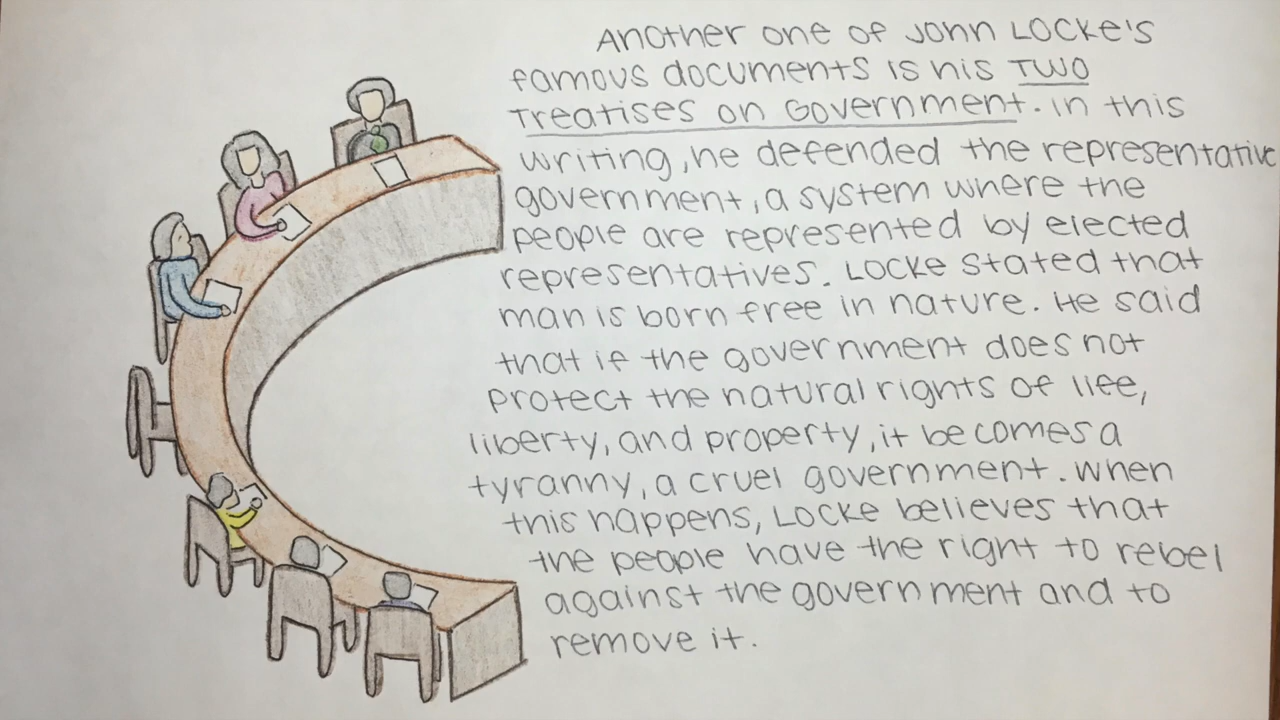 Another one of John Locke's
famous documents is his Two
Treatises on Government. In this
writing, he defended the representative
government, a system where the
people are represented by elected
representatives. Locke stated that
man is born free in nature. He said
that if the government does not
protect the natural rights of life,
liberty, and property, it becomes a
tyranny, a cruel government. When
this happens, Locke believes that
the people have the right to rebel
against the government and to
remove it.